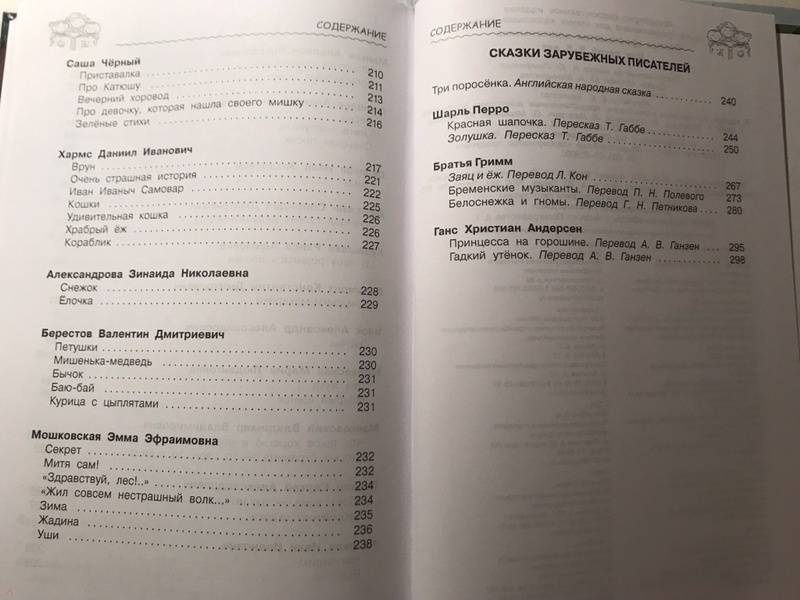 СОДЕРЖАНИЕ
Саша Чёрный
Приставалка 210
Про Катюшу 211
Вечерний хоровод 213
Про девочку, которая нашла своего мишку 214
Зелёные стихи 216
Хармс Даниил Иванович
Врун 217
Очень страшная история 221
Иван Иваныч Самовар 222
Кошки 225
Удивительная кошка 226
Храбрый ёж 226
Кораблик 227
Александрова Зинаида Николаевна
Снежок 228
Ёлочка 229
Берестов Валентин Дмитриевич
Петушки 230
Мишенька-медведь 230
Бычок 231
Баю-бай 231
Курица с цыплятами 231
Мошковская Эмма Эфраимовна
Секрет 232
Митя сам! 232
«Здравствуй, лес!..» 234
«Жил совсем нестрашный волк...» 234
Зима 235
Жадина 236
Уши 238
СОДЕРЖАНИЕ
СКАЗКИ ЗАРУБЕЖНЫХ ПИСАТЕЛЕЙ
Три поросёнка. Английская народная сказка 240
Шарль Перро
Красная шапочка. Пересказ Т. Габбе 244
Золушка. Пересказ Т. Габбе 250
Братья Гримм
Заяц и ёж. Перевод Л. Кон 267
Бременские музыканты. Перевод П. Н. Полевого 273
Белоснежка и гномы. Перевод Г. Н. Петникова 280
Ганс Христиан Андерсен
Принцесса на горошине. Перевод А. В. Ганзен 295
Гадкий утёнок. Перевод А. В. Ганзен 298